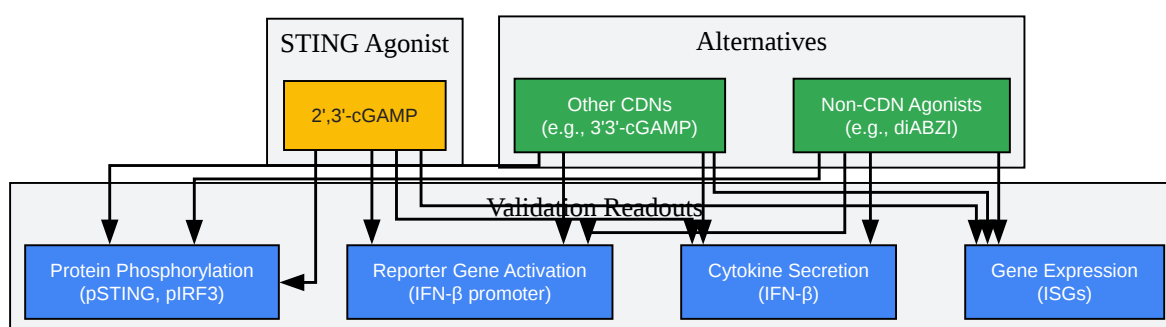 STING Agonist
Alternatives
2',3'-cGAMP
Other CDNs
(e.g., 3'3'-cGAMP)
Non-CDN Agonists
(e.g., diABZI)
Validation Readouts
Protein Phosphorylation
(pSTING, pIRF3)
Reporter Gene Activation
(IFN-β promoter)
Cytokine Secretion
(IFN-β)
Gene Expression
(ISGs)